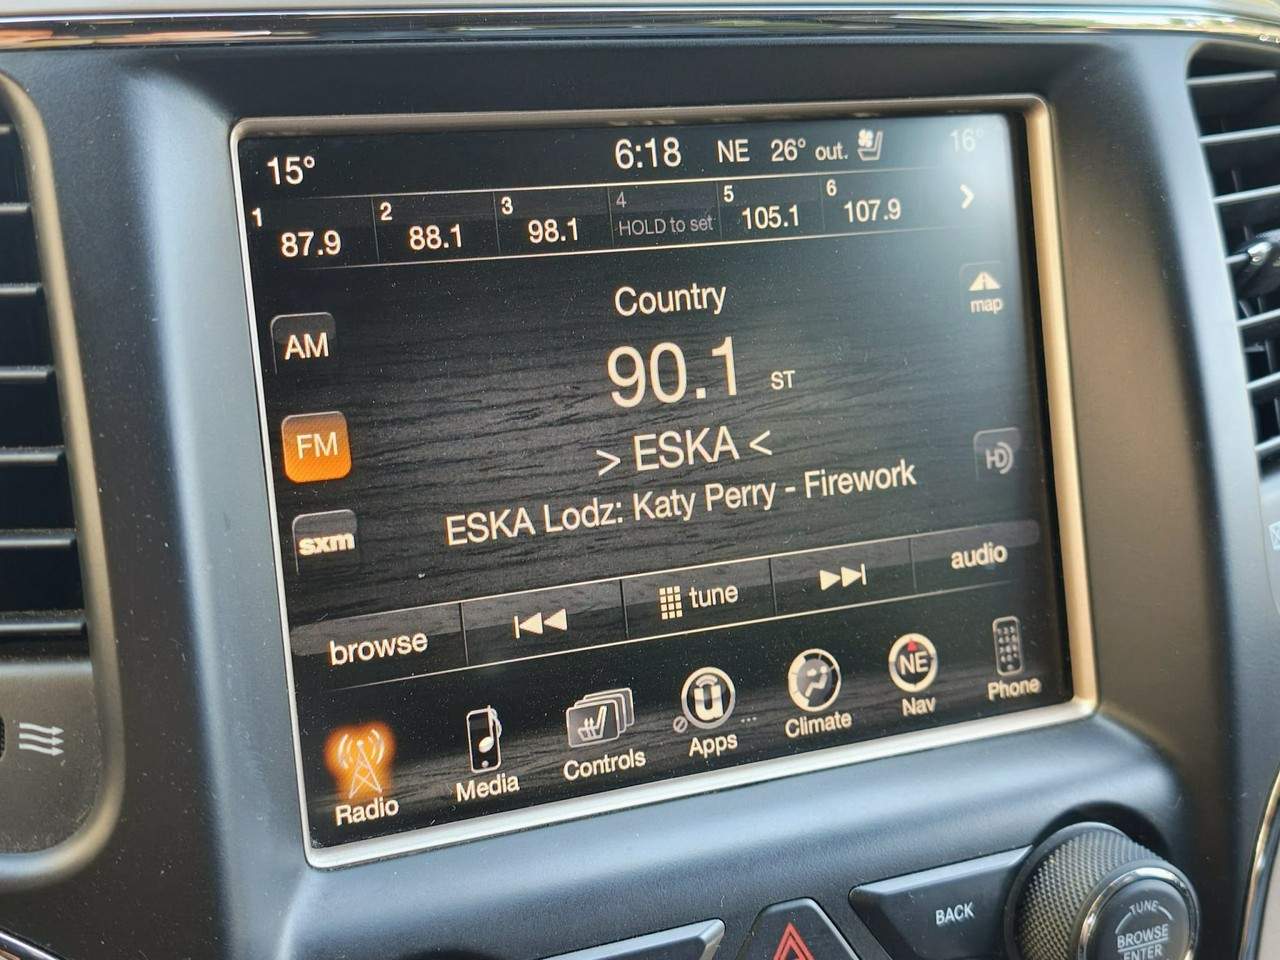 15° 6:18 NE 26° out. 16°
1 2 3 4 5 6
87.9 88.1 98.1 HOLD to set 105.1 107.9
Country
map
AM
90.1 ST
FM
> ESKA <
HD
ESKA Lodz: Katy Perry - Firework
sxm
browse tune audio
NE
Radio Media Controls Apps Climate Nav Phone
BACK
TUNE
BROWSE
ENTER